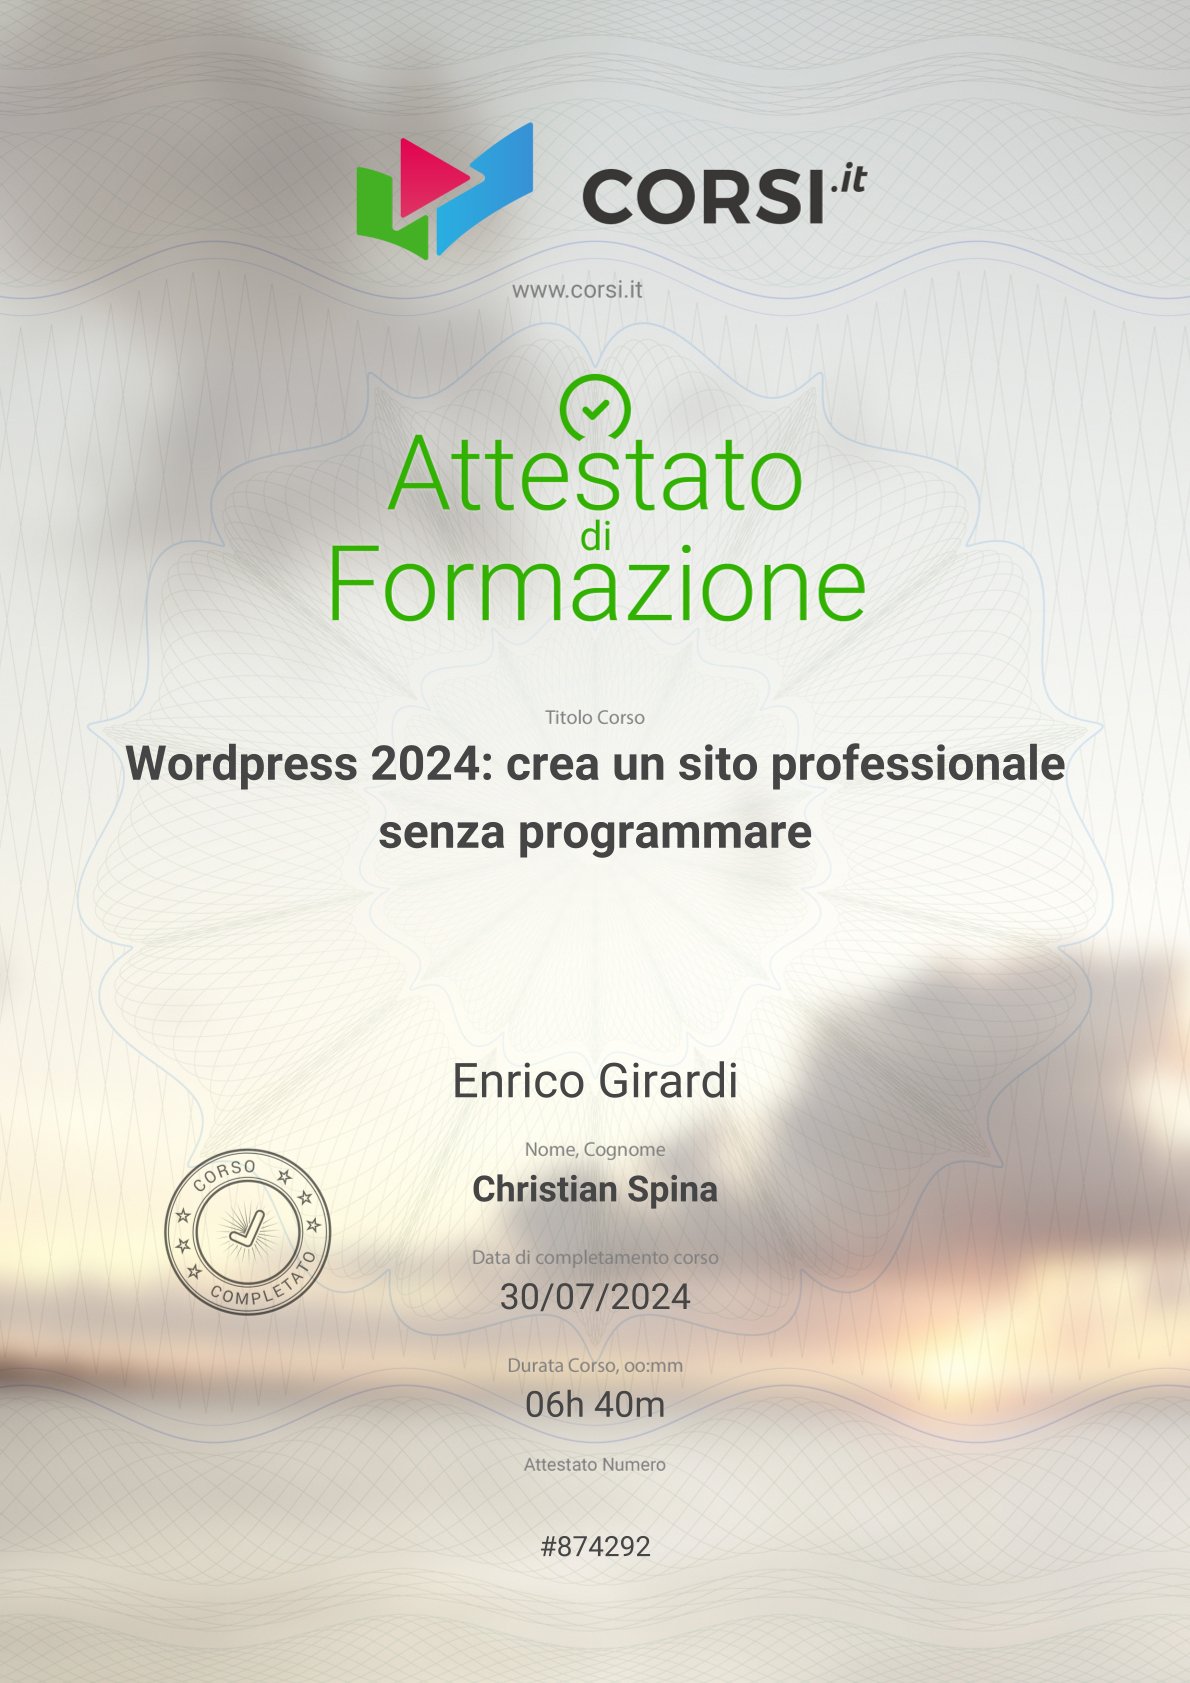 CORSI.it
www.corsi.it
Attestato
di
Formazione
Titolo Corso
Wordpress 2024: crea un sito professionale
senza programmare
Enrico Girardi
Nome, Cognome
Christian Spina
CORSO
COMPLETATO
Data di completamento corso
30/07/2024
Durata Corso, oo:mm
06h 40m
Attestato Numero
#874292